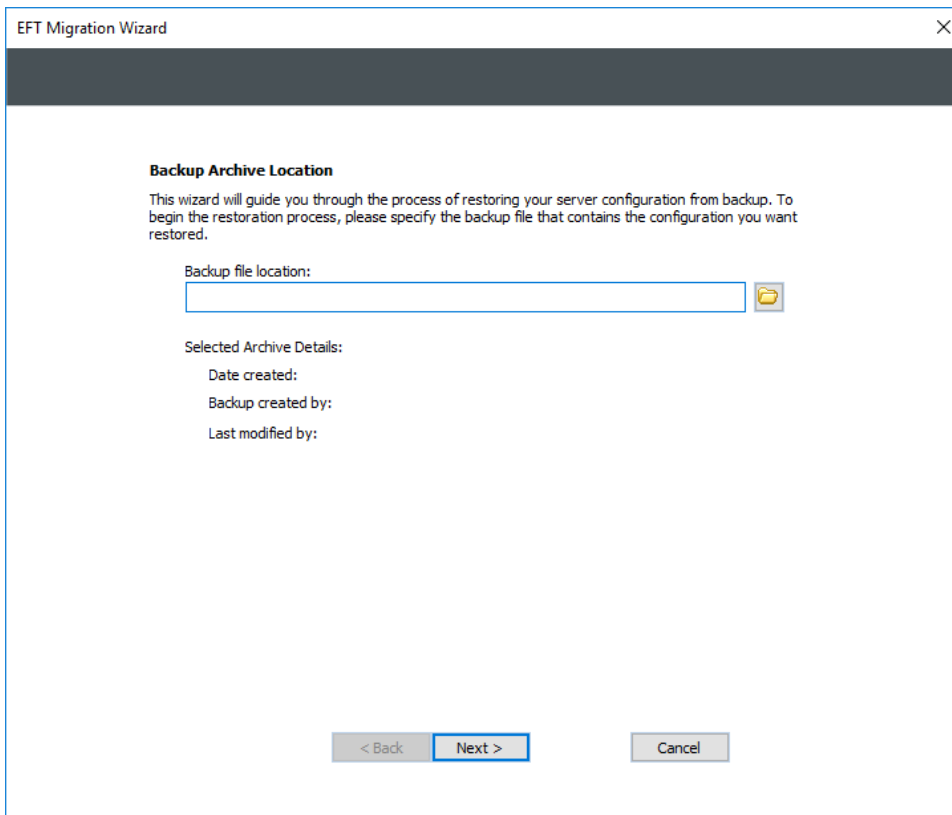 EFT Migration Wizard
Backup Archive Location
This wizard will guide you through the process of restoring your server configuration from backup. To
begin the restoration process, please specify the backup file that contains the configuration you want
restored.
Backup file location:
Selected Archive Details:
Date created:
Backup created by:
Last modified by:
< Back
Next >
Cancel